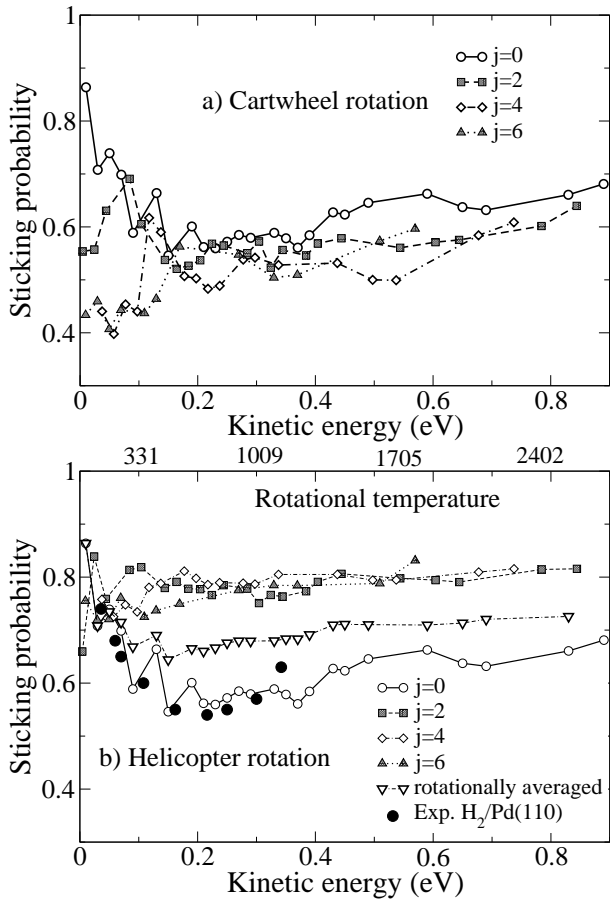 1
0.8
0.6
0.4
Sticking probability
j=0
j=2
j=4
j=6
a) Cartwheel rotation
0 0.2 0.4 0.6 0.8
Kinetic energy (eV)
331 1009 1705 2402
Rotational temperature
1
0.8
0.6
0.4
Sticking probability
j=0
j=2
j=4
j=6
rotationally averaged
Exp. H2/Pd(110)
b) Helicopter rotation
0 0.2 0.4 0.6 0.8
Kinetic energy (eV)